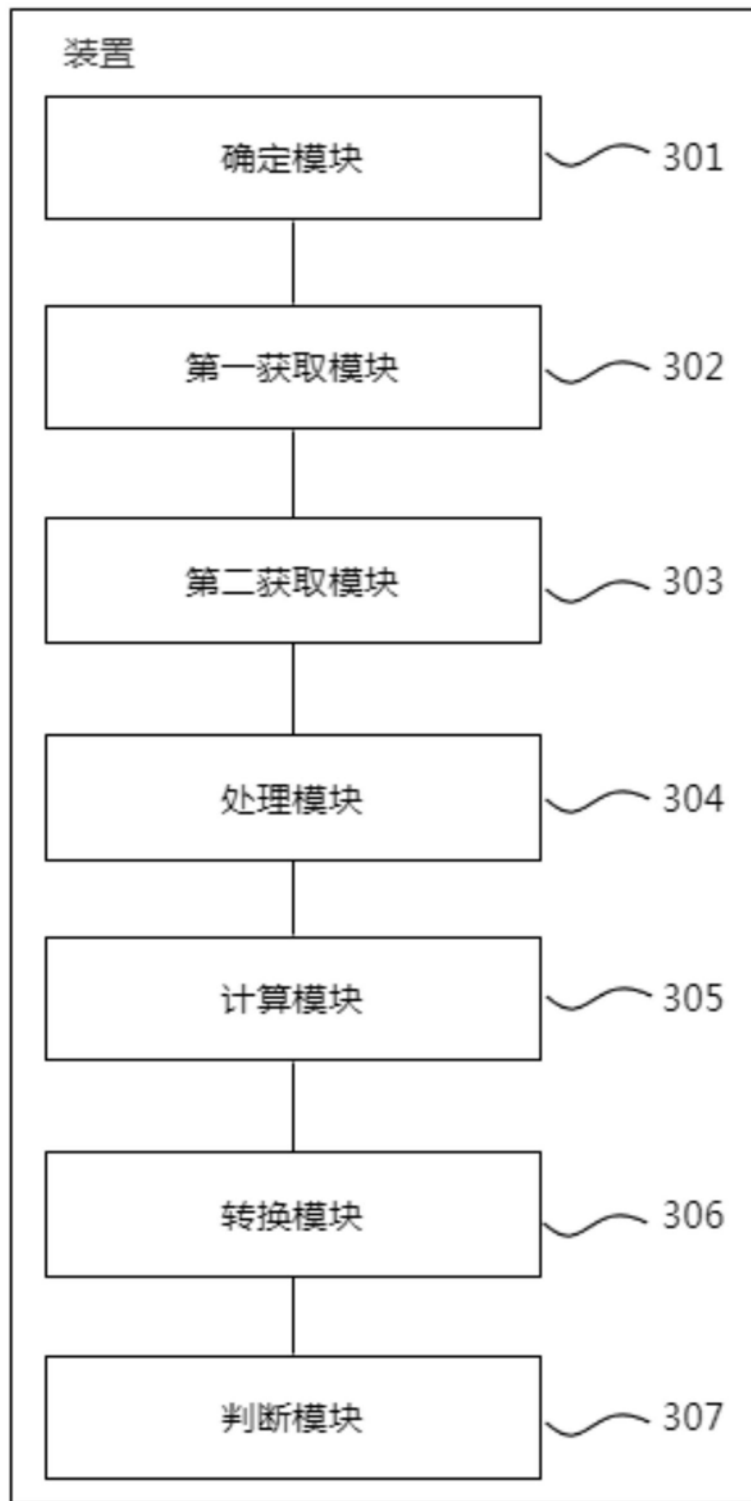 装置
确定模块 301
第一获取模块 302
第二获取模块 303
处理模块 304
计算模块 305
转换模块 306
判断模块 307